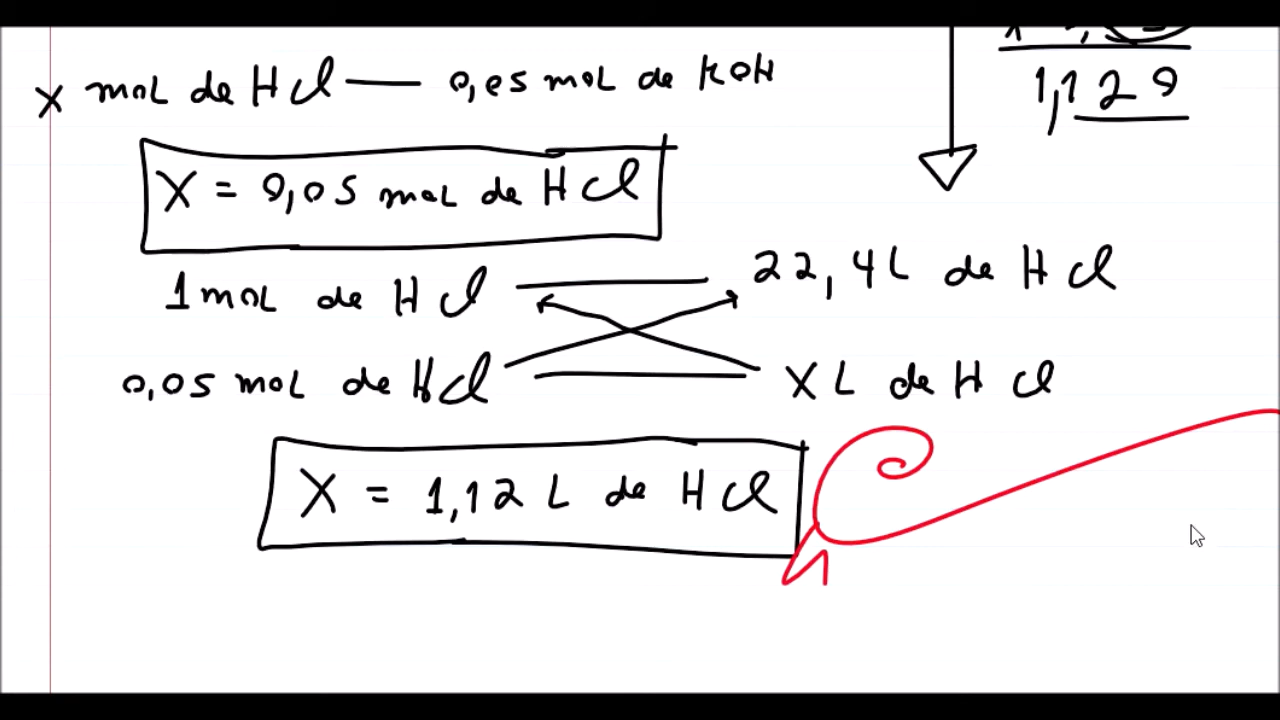 X mol de HCl — 0,05 mol de KOH
1,120
X = 0,05 mol de HCl
1 mol de HCl — 22,4 L de HCl
0,05 mol de HCl — X L de HCl
X = 1,12 L de HCl